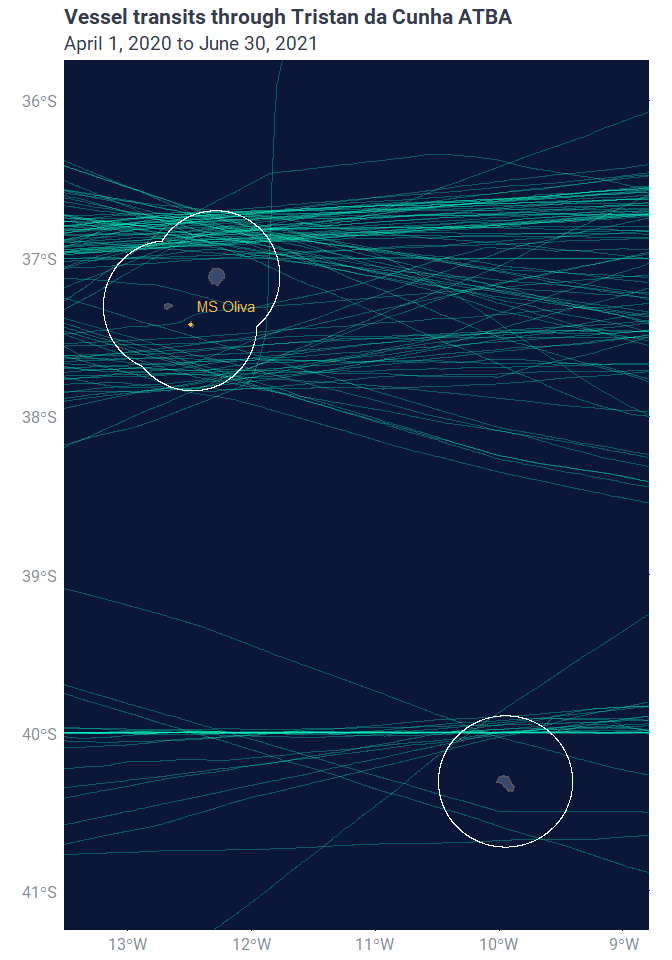 Vessel transits through Tristan da Cunha ATBA
April 1, 2020 to June 30, 2021
36°S
37°S
MS Oliva
38°S
39°S
40°S
41°S
13°W 12°W 11°W 10°W 9°W